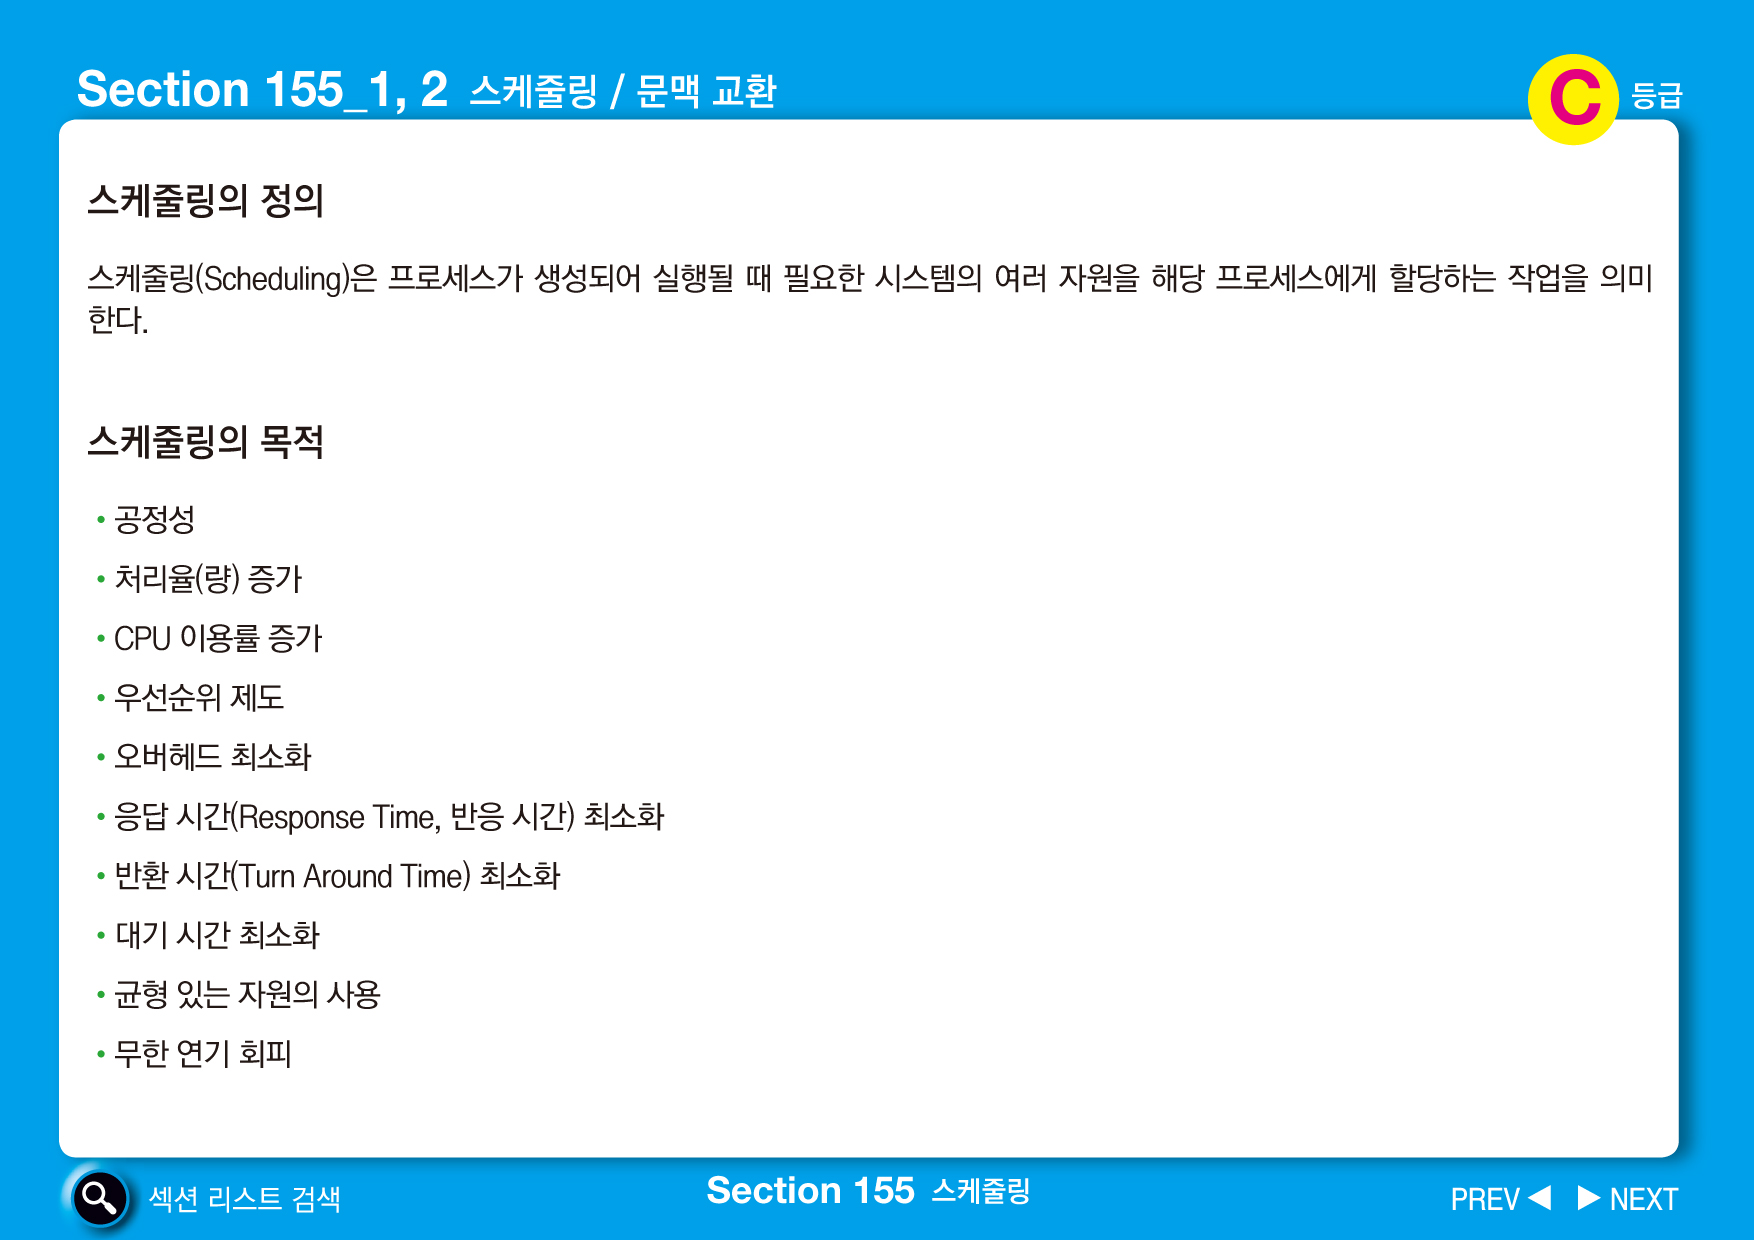 Section 155_1, 2 스케줄링 / 문맥 교환
C 등급
스케줄링의 정의
스케줄링(Scheduling)은 프로세스가 생성되어 실행될 때 필요한 시스템의 여러 자원을 해당 프로세스에게 할당하는 작업을 의미
한다.
스케줄링의 목적
• 공정성
• 처리율(량) 증가
• CPU 이용률 증가
• 우선순위 제도
• 오버헤드 최소화
• 응답 시간(Response Time, 반응 시간) 최소화
• 반환 시간(Turn Around Time) 최소화
• 대기 시간 최소화
• 균형 있는 자원의 사용
• 무한 연기 회피
섹션 리스트 검색
Section 155 스케줄링
PREV ◀ ▶ NEXT